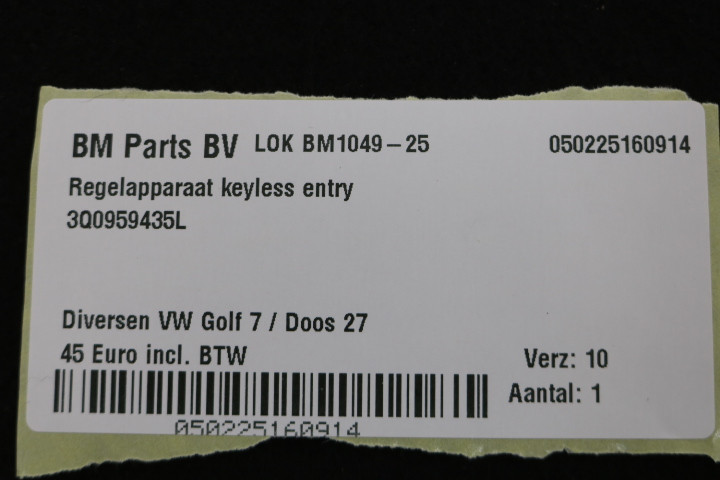 BM Parts BV LOK BM1049-25 050225160914
Regelapparaat keyless entry
3Q0959435L
Diversen VW Golf 7 / Doos 27
45 Euro incl. BTW Verz: 10
Aantal: 1
050225160914